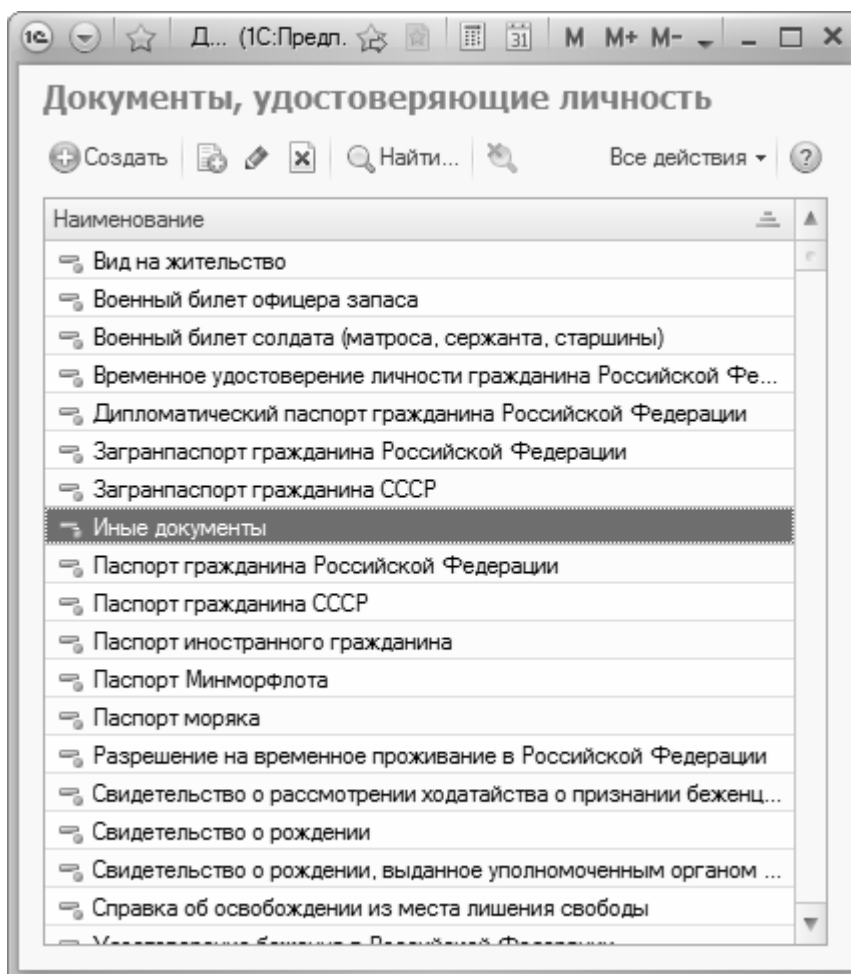 1С Д... (1С:Предп. 31 M M+ M-
Документы, удостоверяющие личность
Создать Найти... Все действия ?
Наименование
Вид на жительство
Военный билет офицера запаса
Военный билет солдата (матроса, сержанта, старшины)
Временное удостоверение личности гражданина Российской Фе...
Дипломатический паспорт гражданина Российской Федерации
Загранпаспорт гражданина Российской Федерации
Загранпаспорт гражданина СССР
Иные документы
Паспорт гражданина Российской Федерации
Паспорт гражданина СССР
Паспорт иностранного гражданина
Паспорт Минморфлота
Паспорт моряка
Разрешение на временное проживание в Российской Федерации
Свидетельство о рассмотрении ходатайства о признании беженц...
Свидетельство о рождении
Свидетельство о рождении, выданное уполномоченным органом ...
Справка об освобождении из места лишения свободы